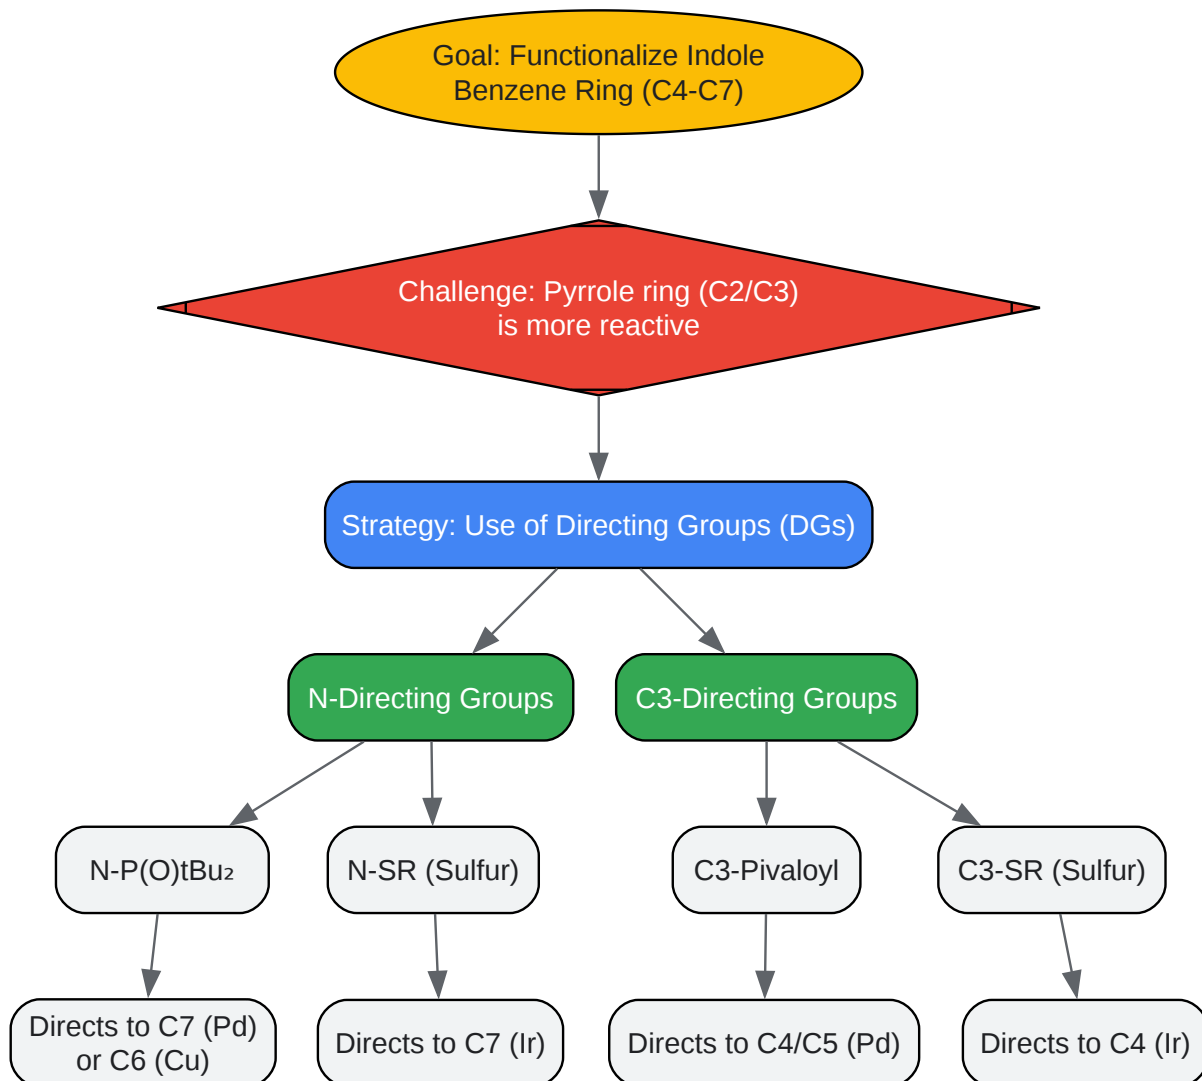 Goal: Functionalize Indole
Benzene Ring (C4-C7)
Challenge: Pyrrole ring (C2/C3)
is more reactive
Strategy: Use of Directing Groups (DGs)
N-Directing Groups
C3-Directing Groups
N-P(O)tBu₂
N-SR (Sulfur)
C3-Pivaloyl
C3-SR (Sulfur)
Directs to C7 (Pd)
or C6 (Cu)
Directs to C7 (Ir)
Directs to C4/C5 (Pd)
Directs to C4 (Ir)